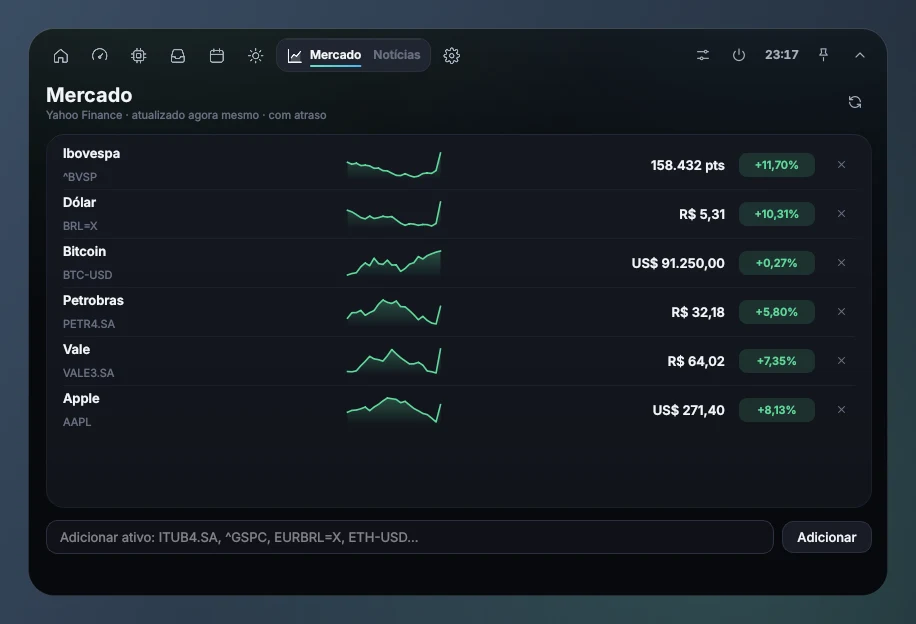 Mercado Notícias 23:17
Mercado
Yahoo Finance · atualizado agora mesmo · com atraso
Ibovespa
^BVSP
158.432 pts +11,70%
Dólar
BRL=X
R$ 5,31 +10,31%
Bitcoin
BTC-USD
US$ 91.250,00 +0,27%
Petrobras
PETR4.SA
R$ 32,18 +5,80%
Vale
VALE3.SA
R$ 64,02 +7,35%
Apple
AAPL
US$ 271,40 +8,13%
Adicionar ativo: ITUB4.SA, ^GSPC, EURBRL=X, ETH-USD... Adicionar